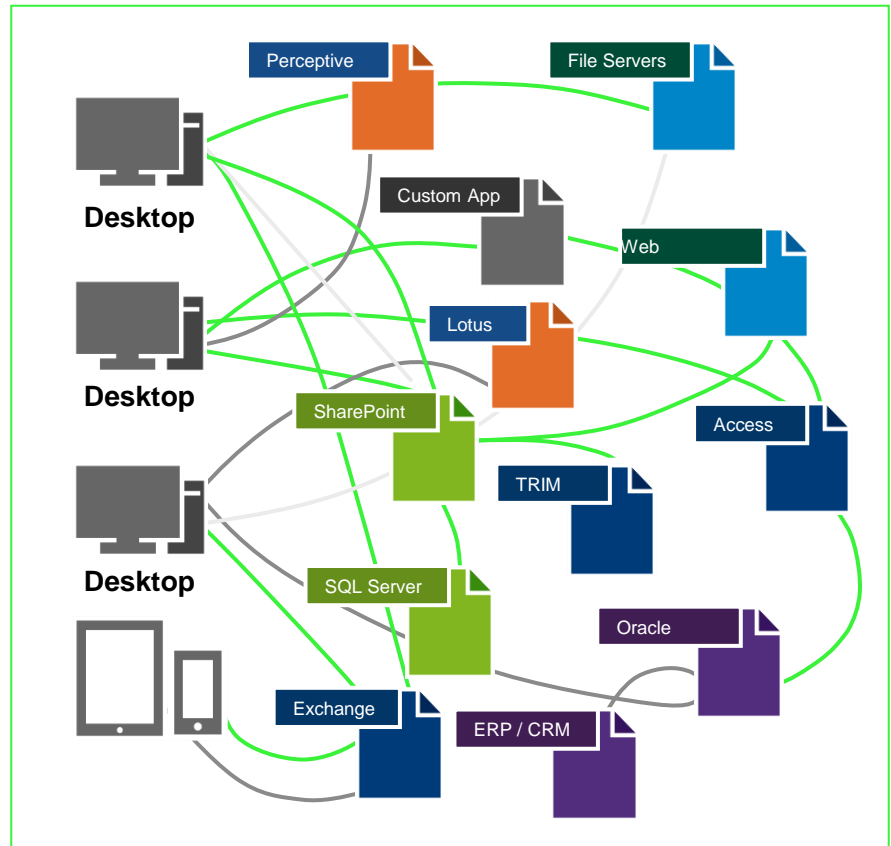 Perceptive
File Servers
Desktop
Custom App
Web
Lotus
Desktop
SharePoint
Access
TRIM
Desktop
SQL Server
Oracle
Exchange
ERP / CRM